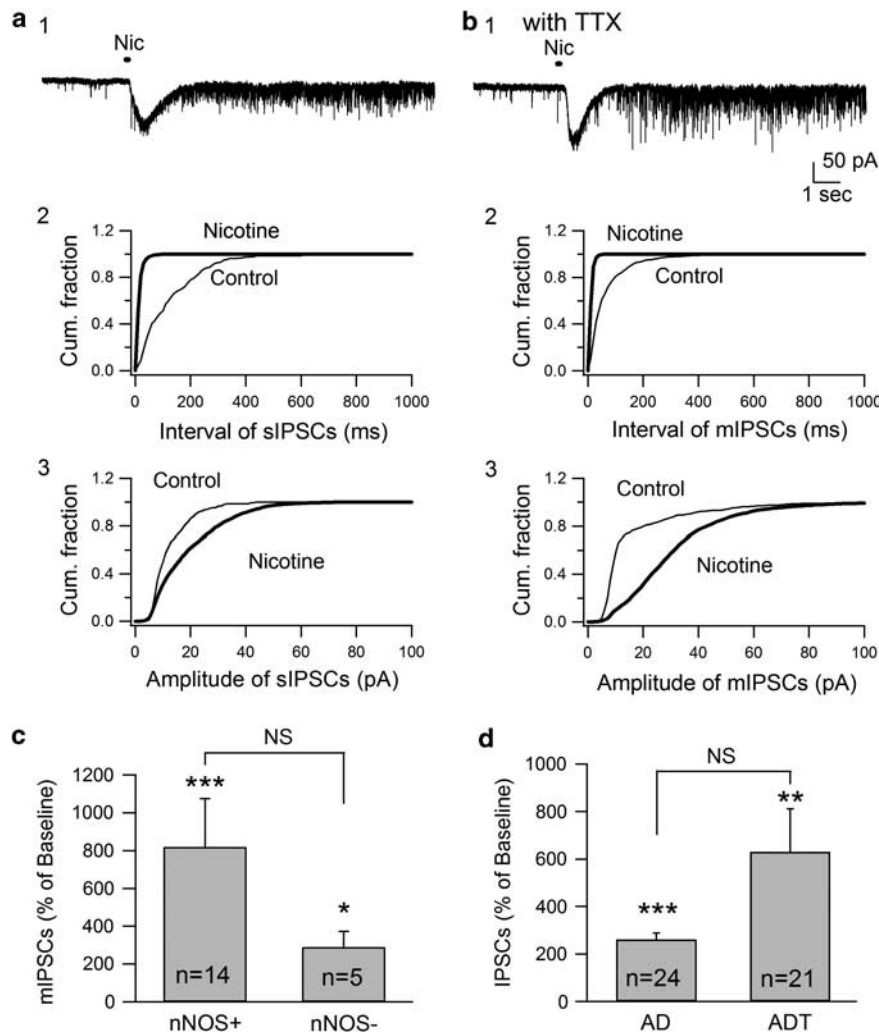 a 1
Nic
b 1 with TTX
Nic
50 pA
1 sec
2
1.2
0.8
0.4
0.0
Cum. fraction
Nicotine
Control
0 200 400 600 800 1000
Interval of sIPSCs (ms)
2
1.2
0.8
0.4
0.0
Cum. fraction
Nicotine
Control
0 200 400 600 800 1000
Interval of mIPSCs (ms)
3
1.2
0.8
0.4
0.0
Cum. fraction
Control
Nicotine
0 20 40 60 80 100
Amplitude of sIPSCs (pA)
3
1.2
0.8
0.4
0.0
Cum. fraction
Control
Nicotine
0 20 40 60 80 100
Amplitude of mIPSCs (pA)
c
NS
mIPSCs (% of Baseline)
1200
1000
800
600
400
200
0
***
*
n=14
n=5
nNOS+
nNOS-
d
NS
IPSCs (% of Baseline)
1000
800
600
400
200
0
***
**
n=24
n=21
AD
ADT